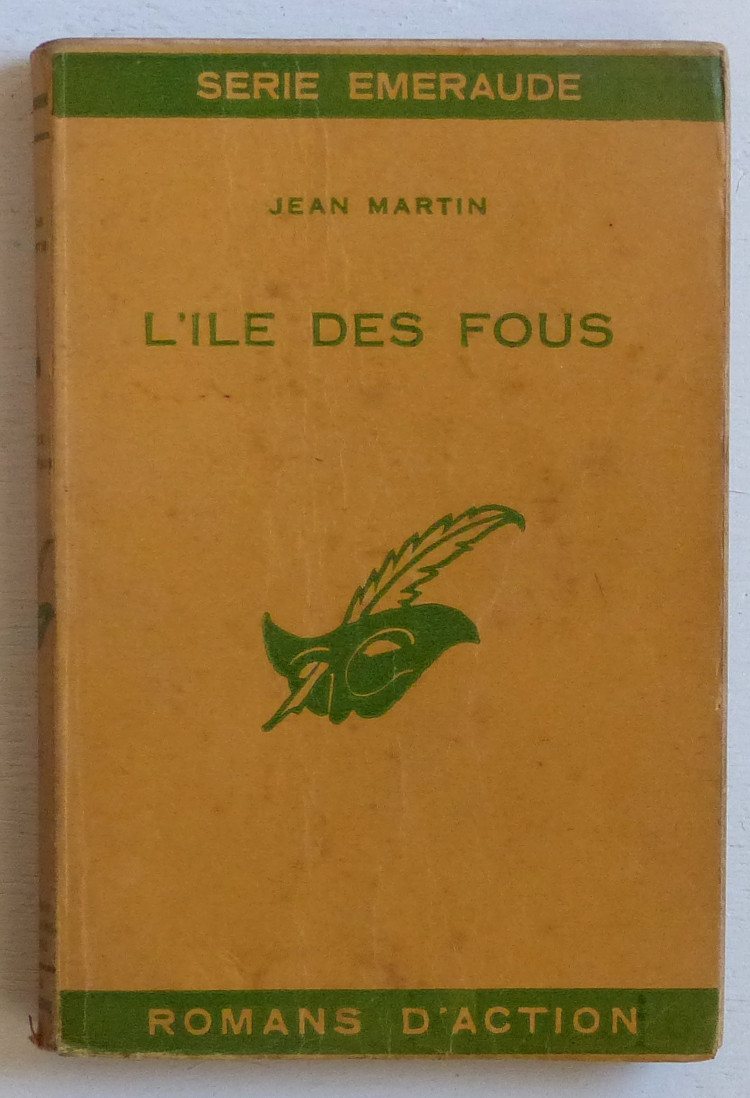 SERIE EMERAUDE
JEAN MARTIN
L'ILE DES FOUS
ROMANS D'ACTION